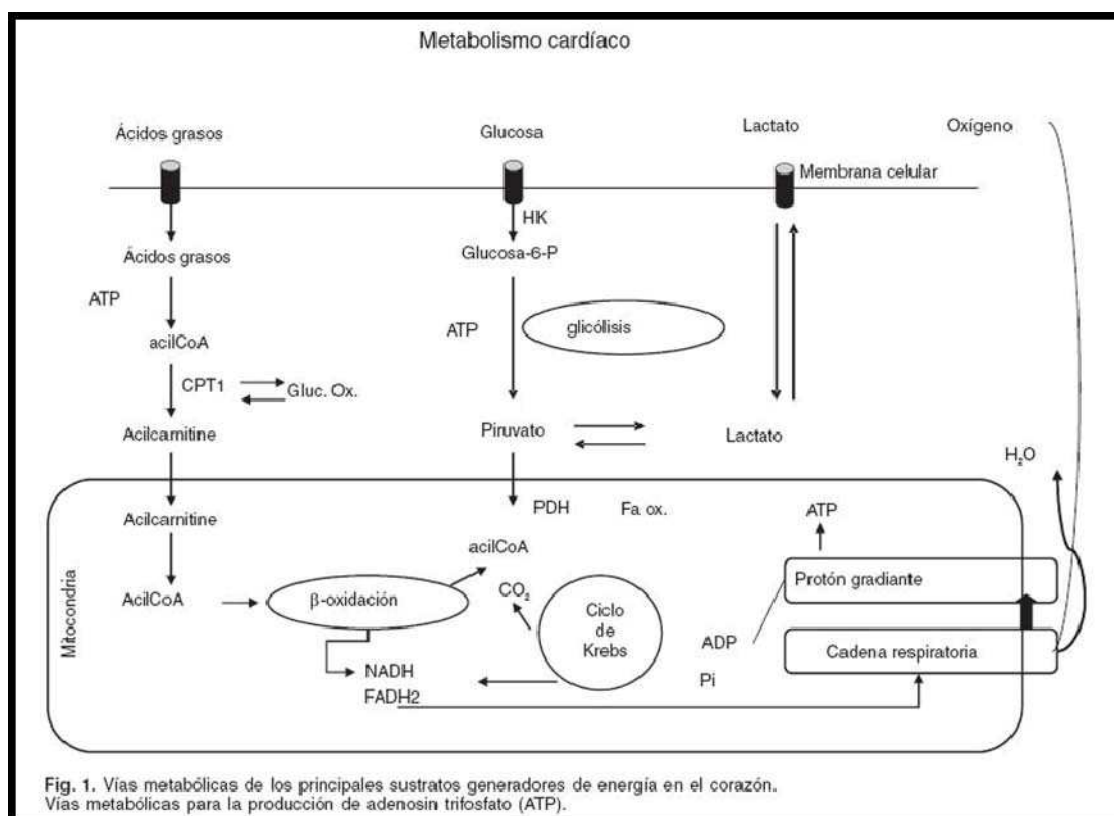 Metabolismo cardíaco
Ácidos grasos
Glucosa
Lactato
Oxígeno
Membrana celular
HK
Ácidos grasos
Glucosa-6-P
ATP
ATP
glicólisis
acilCoA
CPT1
Gluc. Ox.
Acilcarnitine
Piruvato
Lactato
H₂O
Acilcarnitine
PDH
Fa ox.
ATP
acilCoA
Protón gradiante
AcilCoA
β-oxidación
CO₂
Ciclo
de
Krebs
ADP
Cadena respiratoria
NADH
FADH2
Pi
Mitocondria
Fig. 1. Vías metabólicas de los principales sustratos generadores de energía en el corazón.
Vías metabólicas para la producción de adenosin trifosfato (ATP).